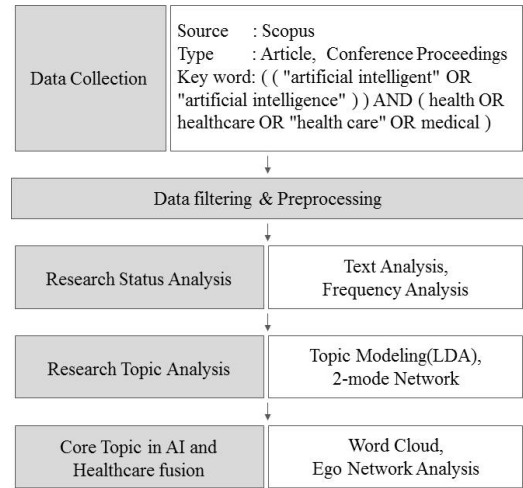 Data Collection
Source : Scopus
Type : Article, Conference Proceedings
Key word: ( ( "artificial intelligent" OR
"artificial intelligence" ) ) AND ( health OR
healthcare OR "health care" OR medical )
Data filtering & Preprocessing
Research Status Analysis
Text Analysis,
Frequency Analysis
Research Topic Analysis
Topic Modeling(LDA),
2-mode Network
Core Topic in AI and
Healthcare fusion
Word Cloud,
Ego Network Analysis